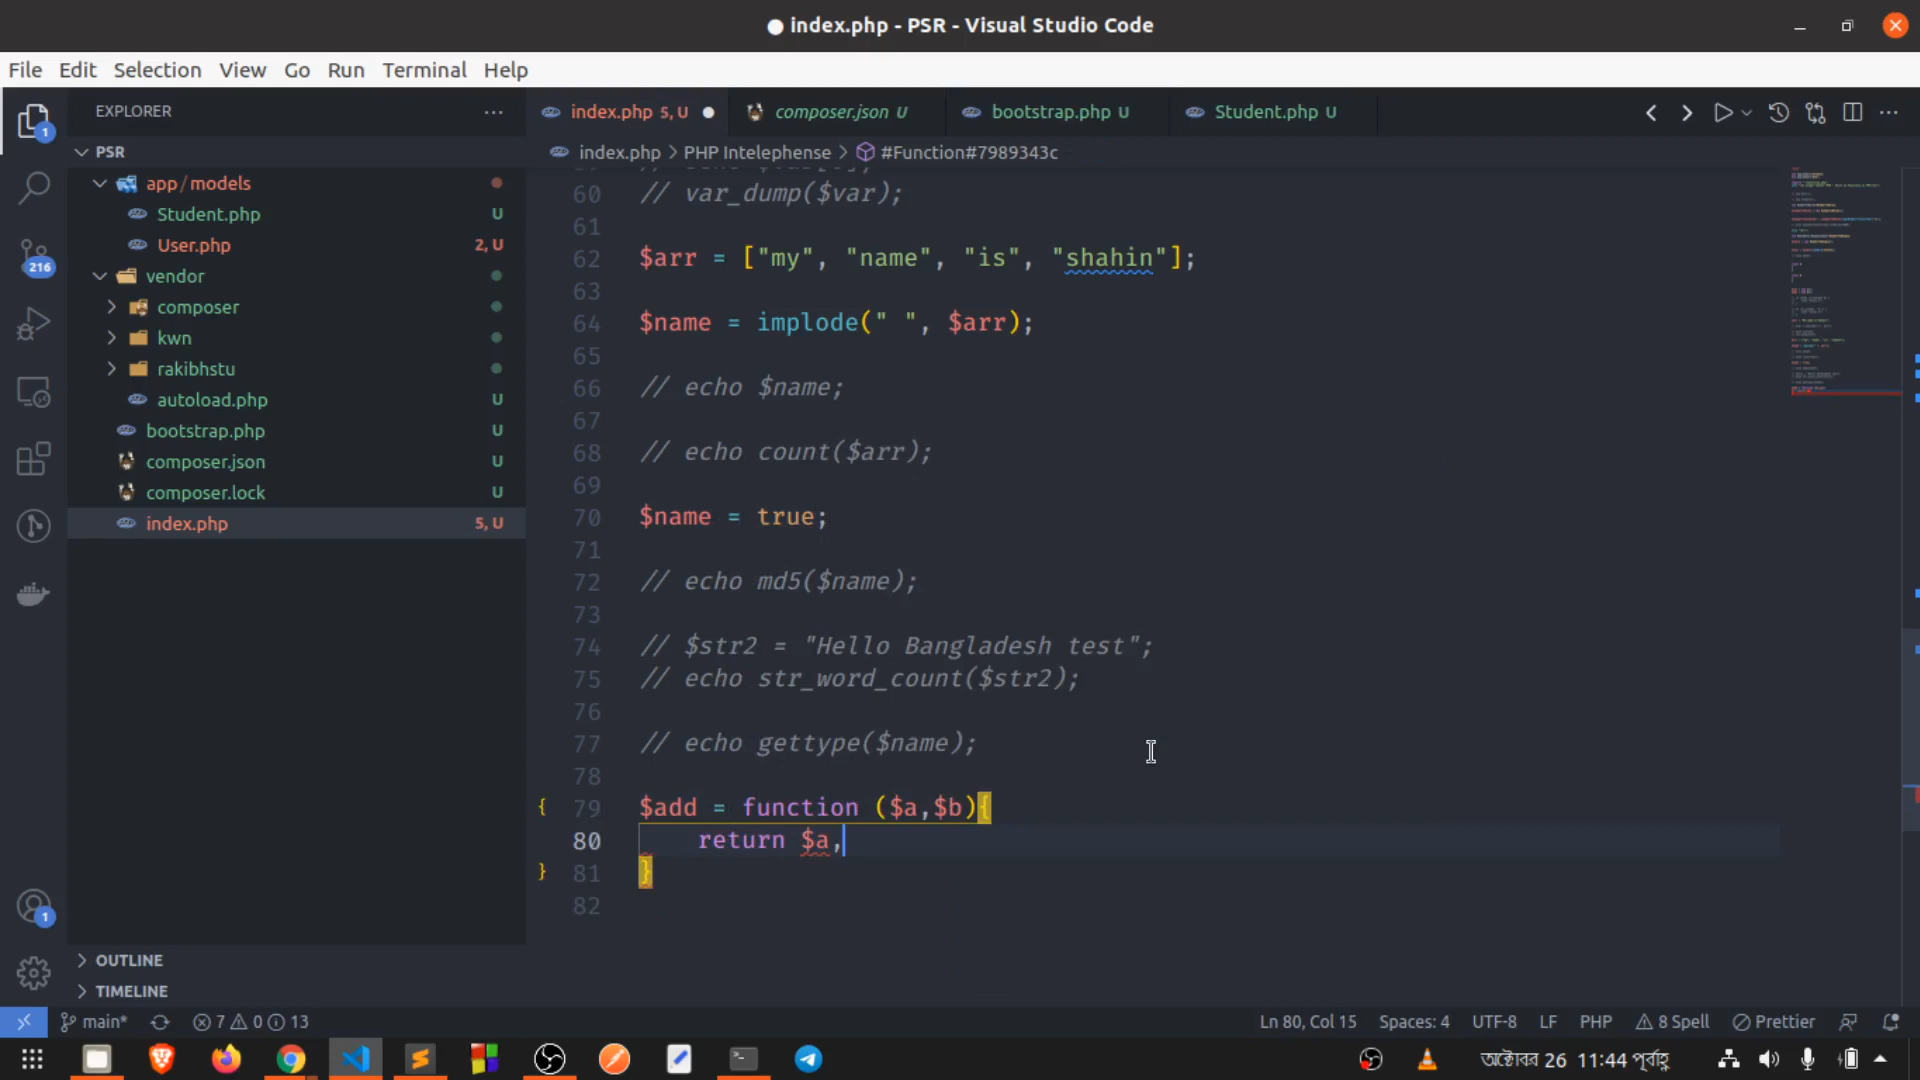 index.php - PSR - Visual Studio Code
File Edit Selection View Go Run Terminal Help
EXPLORER
index.php 5, U
composer.json U
bootstrap.php U
Student.php U
PSR
index.php > PHP Intelephense > #Function#7989343c
app / models
Student.php U
User.php 2, U
vendor
composer
kwn
rakibhstu
autoload.php U
bootstrap.php U
composer.json U
composer.lock U
index.php 5, U
1
216
1
60 // var_dump($var);
61
62 $arr = ["my", "name", "is", "shahin"];
63
64 $name = implode(" ", $arr);
65
66 // echo $name;
67
68 // echo count($arr);
69
70 $name = true;
71
72 // echo md5($name);
73
74 // $str2 = "Hello Bangladesh test";
75 // echo str_word_count($str2);
76
77 // echo gettype($name);
78
79 $add = function ($a,$b){
80 return $a,
81 }
82
OUTLINE
TIMELINE
main* 7 0 13
Ln 80, Col 15 Spaces: 4 UTF-8 LF PHP 8 Spell Prettier
অক্টোবর 26 11:44 পূর্বাহ্ণ